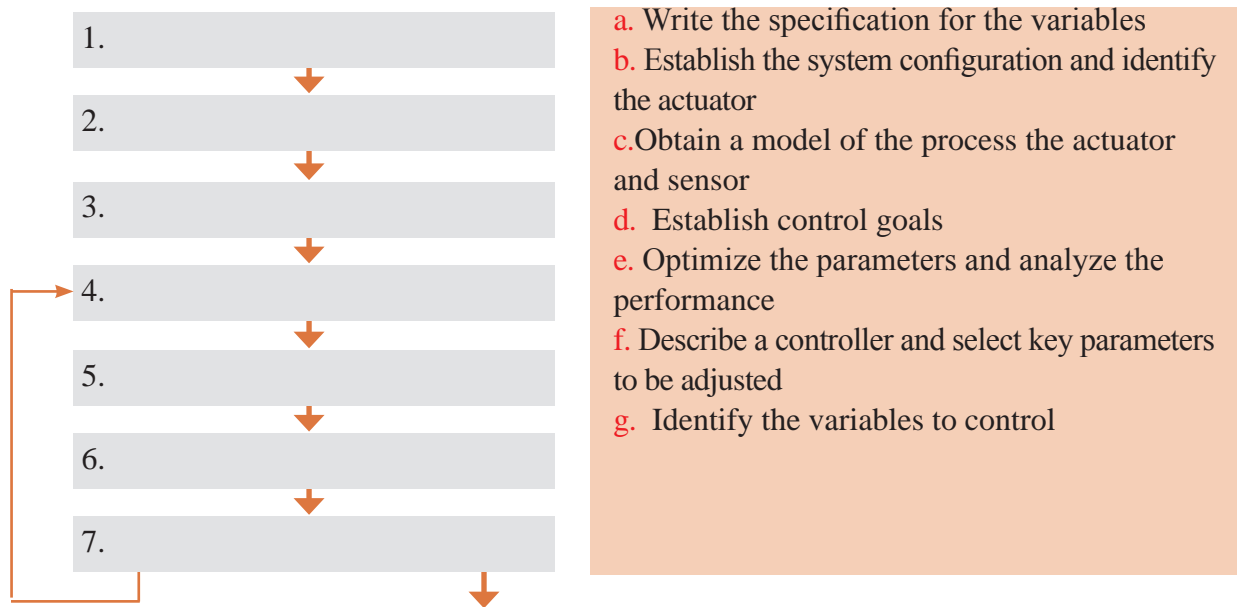 1.
2.
3.
4.
5.
6.
7.
a. Write the specification for the variables
b. Establish the system configuration and identify
the actuator
c.Obtain a model of the process the actuator
and sensor
d. Establish control goals
e. Optimize the parameters and analyze the
performance
f. Describe a controller and select key parameters
to be adjusted
g. Identify the variables to control